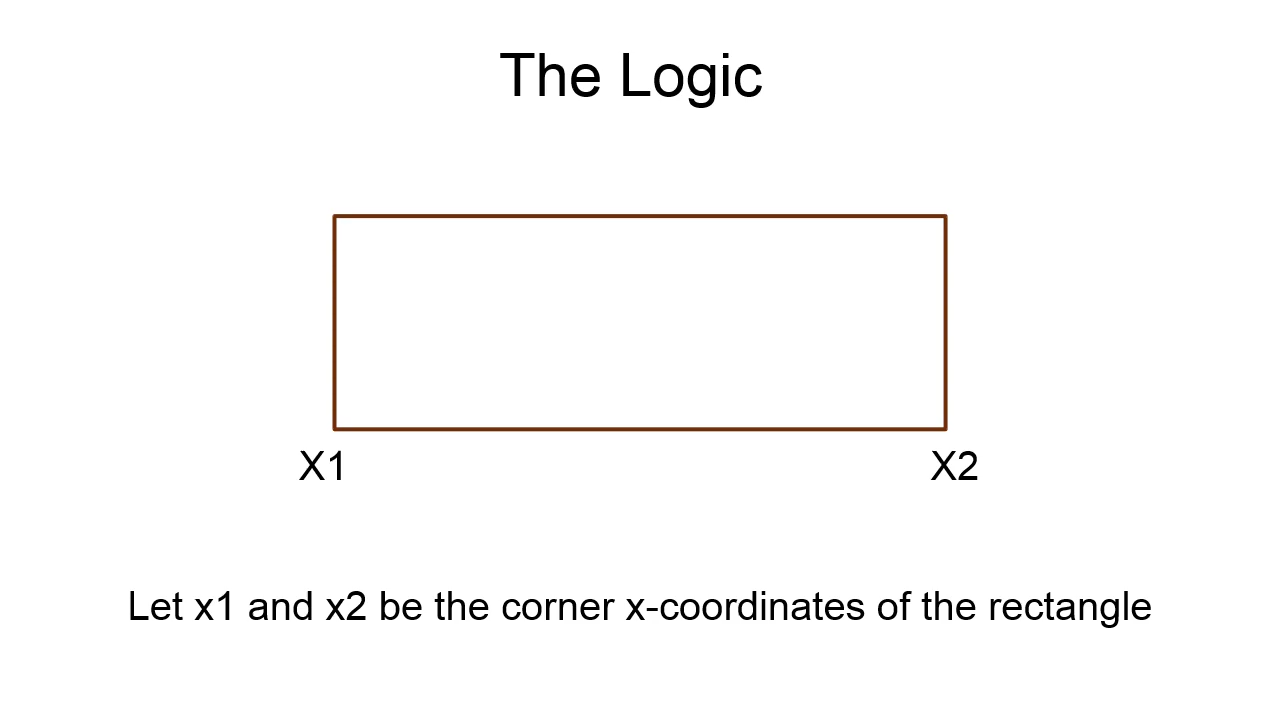 The Logic
X1 X2
Let x1 and x2 be the corner x-coordinates of the rectangle